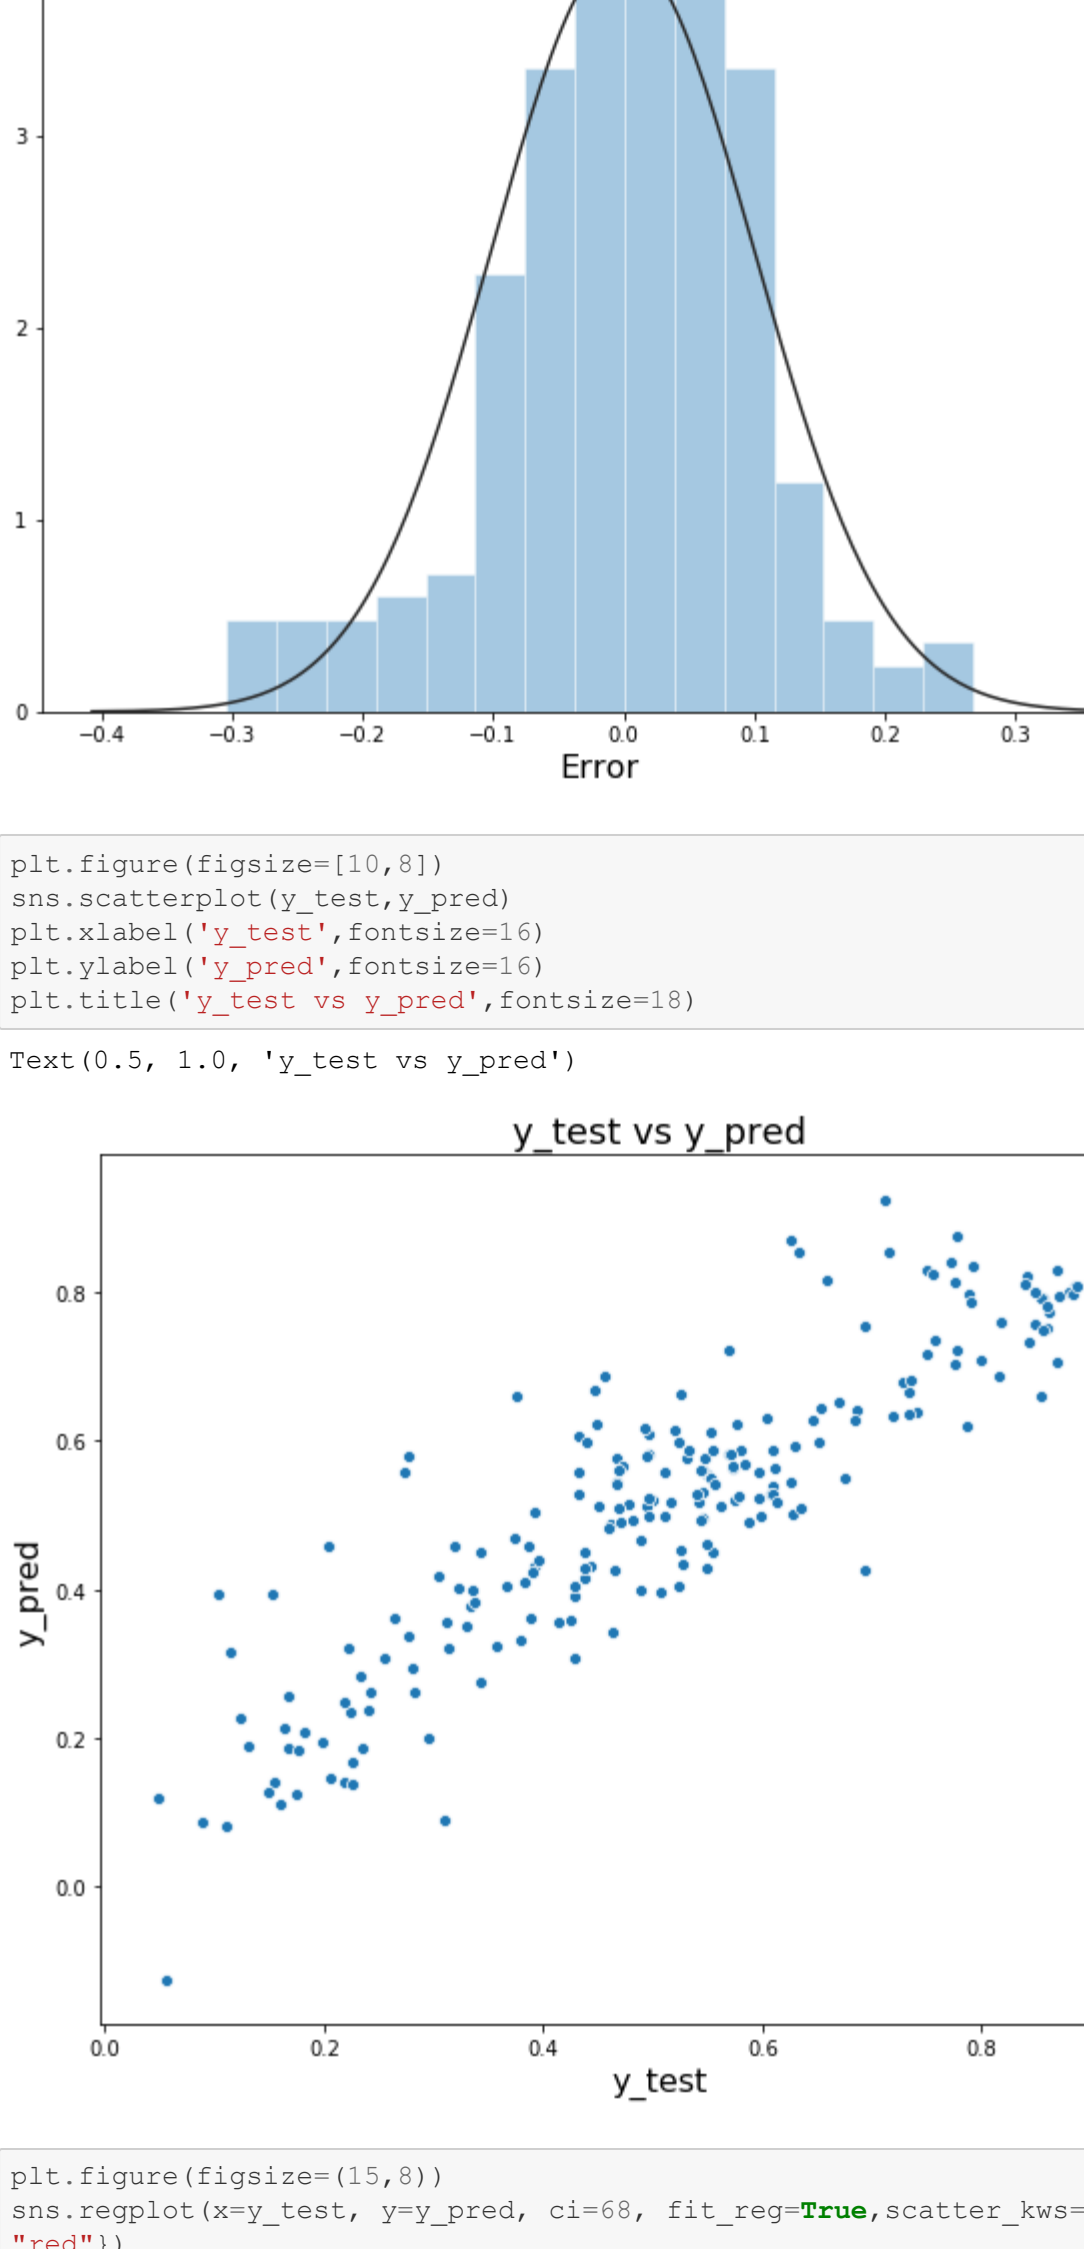 3
2
1
0
−0.4 −0.3 −0.2 −0.1 0.0 0.1 0.2 0.3
Error
plt.figure(figsize=[10,8])
sns.scatterplot(y_test,y_pred)
plt.xlabel('y_test',fontsize=16)
plt.ylabel('y_pred',fontsize=16)
plt.title('y_test vs y_pred',fontsize=18)
Text(0.5, 1.0, 'y_test vs y_pred')
y_test vs y_pred
0.8
0.6
0.4
0.2
0.0
y_pred
0.0 0.2 0.4 0.6 0.8
y_test
plt.figure(figsize=(15,8))
sns.regplot(x=y_test, y=y_pred, ci=68, fit_reg=True,scatter_kws=
"red"})